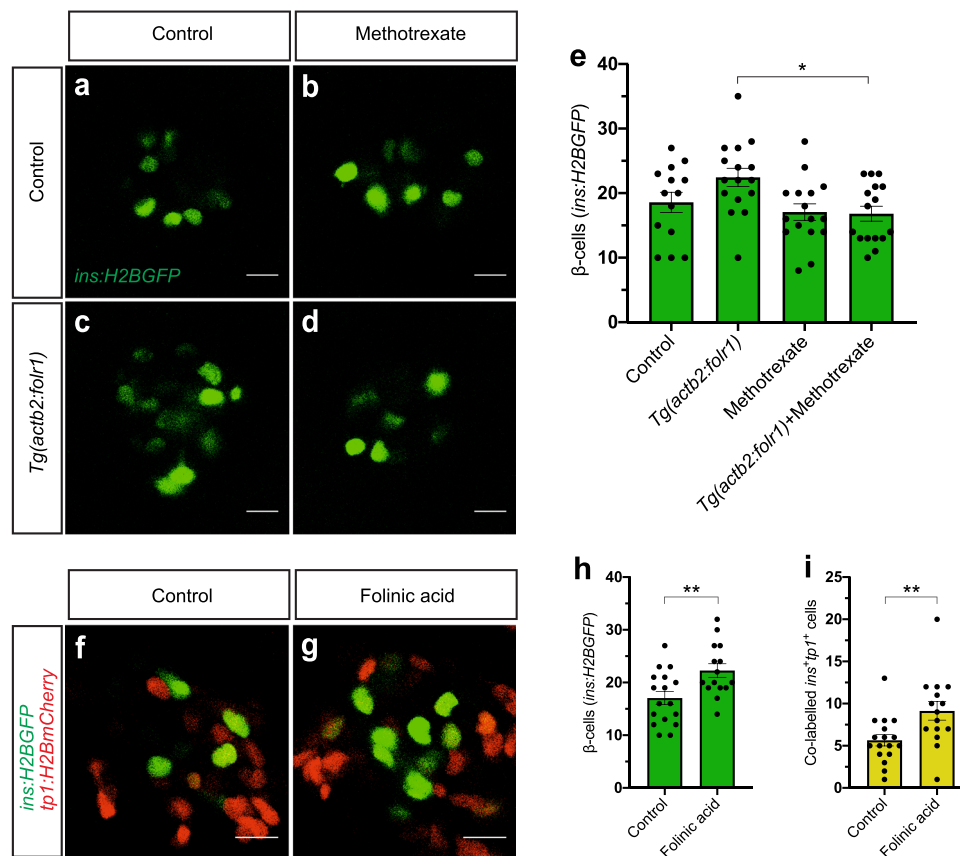 Control
Methotrexate
Control
a
b
ins:H2BGFP
Tg(actb2:folr1)
c
d
e
β-cells (ins:H2BGFP)
40
30
20
10
0
*
Control
Tg(actb2:folr1)
Methotrexate
Tg(actb2:folr1)+Methotrexate
Control
Folinic acid
ins:H2BGFP
tp1:H2BmCherry
f
g
h
β-cells (ins:H2BGFP)
40
30
20
10
0
**
Control
Folinic acid
i
Co-labelled ins⁺tp1⁺ cells
25
20
15
10
5
0
**
Control
Folinic acid